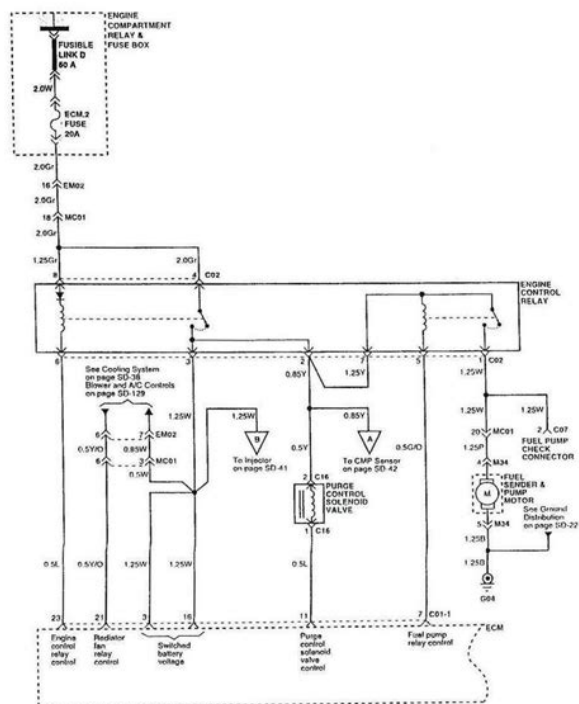 ENGINE
COMPARTMENT
RELAY &
FUSE BOX
FUSIBLE
LINK D
60 A
2.0W
ECM.2
FUSE
20A
2.0Gr
16 EM02
2.0Gr
18 MC01
2.0Gr
1.25Gr
2.0Gr
8
4 C02
ENGINE
CONTROL
RELAY
6
3
2
7
5
1 C02
0.85Y
1.25Y
1.25W
See Cooling System
on page SD-38
Blower and A/C Controls
on page SD-129
1.25W
1.25W
0.85Y
1.25W
1.25W
6
7 EM02
B
A
20 MC01
2 C07
0.5Y/O
0.85W
To Injector
on page SD-41
0.5Y
To CMP Sensor
on page SD-42
0.5G/O
1.25P
FUEL PUMP
CHECK
CONNECTOR
6
3 MC01
4 M34
0.5W
2 C16
M
FUEL
SENDER &
PUMP
MOTOR
PURGE
CONTROL
SOLENOID
VALVE
See Ground
Distribution
on page SD-22
1 C16
5 M34
1.25B
0.5L
0.5Y/O
1.25W
1.25W
0.5L
1.25B
G04
23
21
3
16
11
7 C01-1
ECM
Engine
control
relay
control
Radiator
fan
relay
control
Switched
battery
voltage
Purge
control
solenoid
valve
control
Fuel pump
relay control